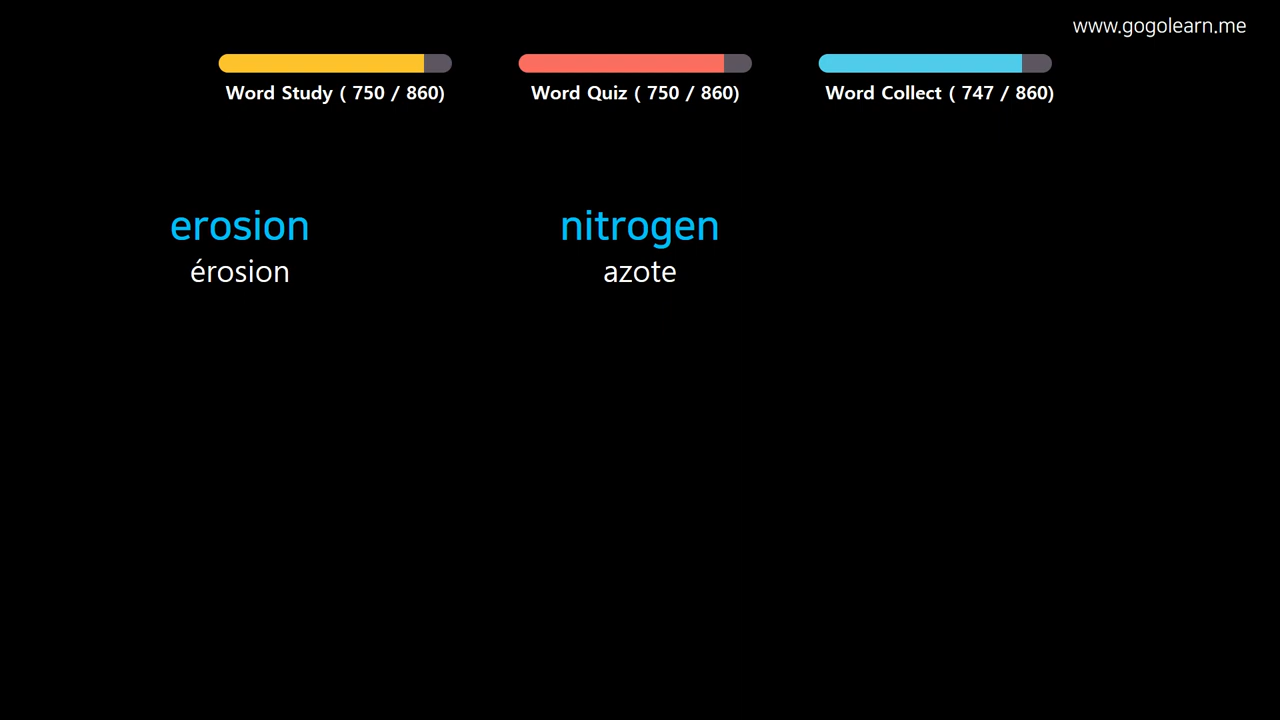 www.gogolearn.me
Word Study ( 750 / 860)
Word Quiz ( 750 / 860)
Word Collect ( 747 / 860)
erosion
érosion
nitrogen
azote